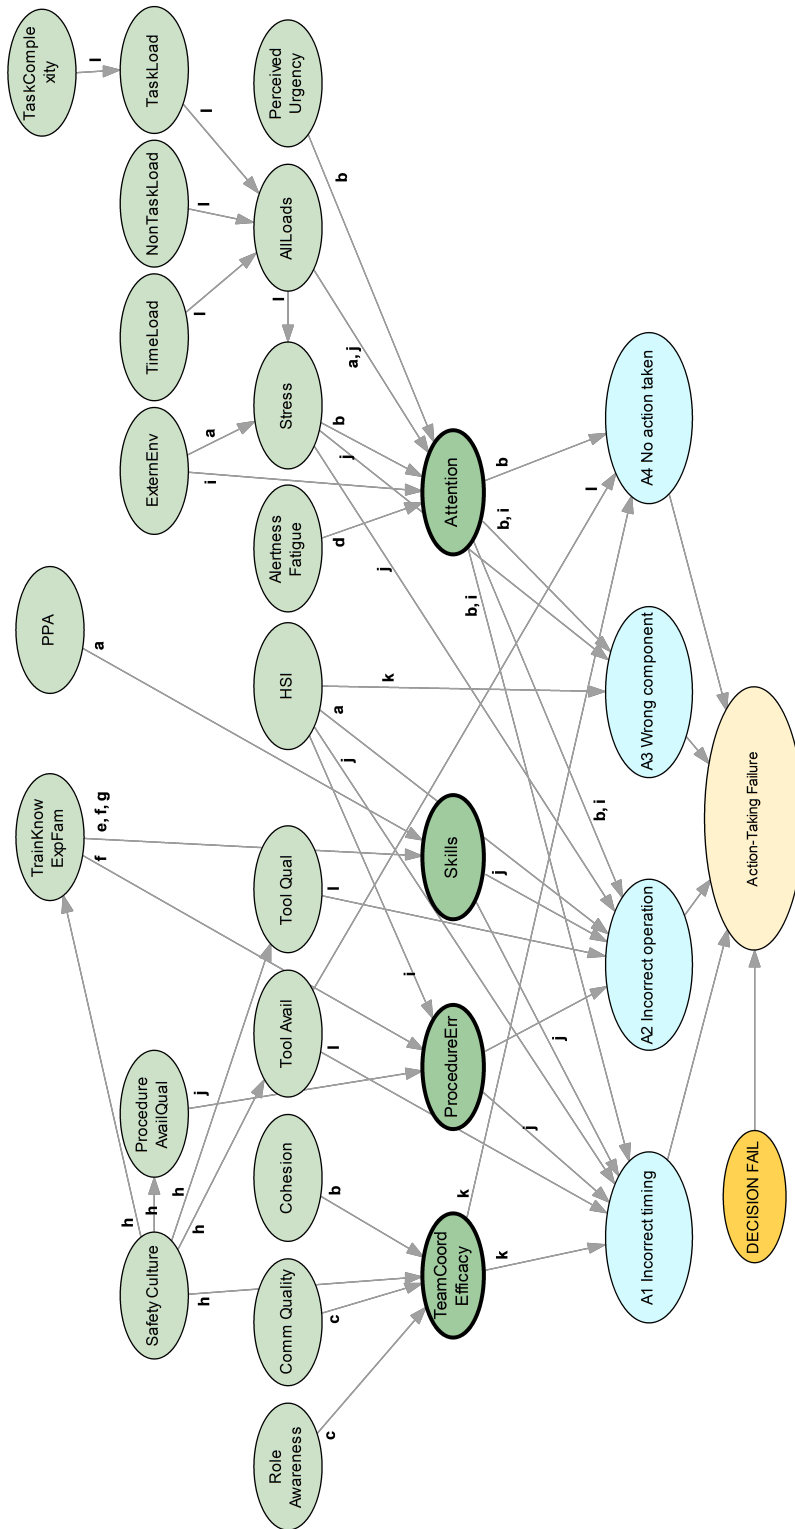 TaskComple
xity
TrainKnow
ExpFam
PPA
f
e, f, g
a
l
Safety Culture
Procedure
AvailQual
ExternEnv
TimeLoad
NonTaskLoad
TaskLoad
h
h
h
h
h
j
i
a
l
l
l
Role
Awareness
Comm Quality
Cohesion
Tool Avail
Tool Qual
HSI
Alertness
Fatigue
Stress
l
AllLoads
Perceived
Urgency
c
c
b
l
l
j
a
k
d
j
b
a, j
b
i
j
TeamCoord
Efficacy
ProcedureErr
Skills
Attention
k
k
j
j
j
b, i
b, i
b, i
b
l
A1 Incorrect timing
A2 Incorrect operation
A3 Wrong component
A4 No action taken
DECISION FAIL
Action-Taking Failure